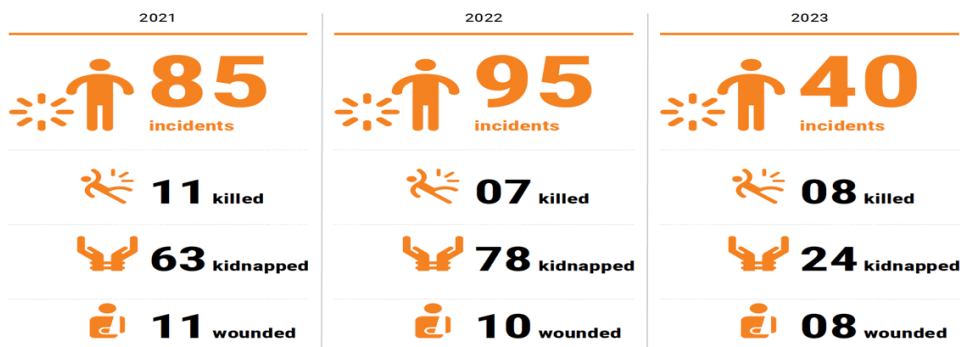 2021
85
incidents
11 killed
63 kidnapped
11 wounded
2022
95
incidents
07 killed
78 kidnapped
10 wounded
2023
40
incidents
08 killed
24 kidnapped
08 wounded